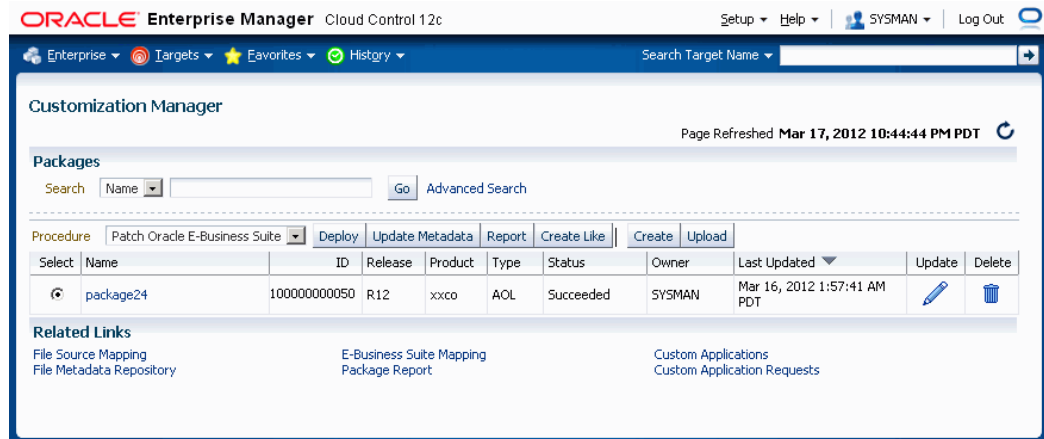 ORACLE Enterprise Manager Cloud Control 12c Setup Help SYSMAN Log Out
Enterprise Targets Favorites History Search Target Name
Customization Manager
Page Refreshed Mar 17, 2012 10:44:44 PM PDT
Packages
Search Name Go Advanced Search
Procedure Patch Oracle E-Business Suite Deploy Update Metadata Report Create Like Create Upload
Select Name ID Release Product Type Status Owner Last Updated Update Delete
package24 100000000050 R12 xxco AOL Succeeded SYSMAN Mar 16, 2012 1:57:41 AM
PDT
Related Links
File Source Mapping E-Business Suite Mapping Custom Applications
File Metadata Repository Package Report Custom Application Requests